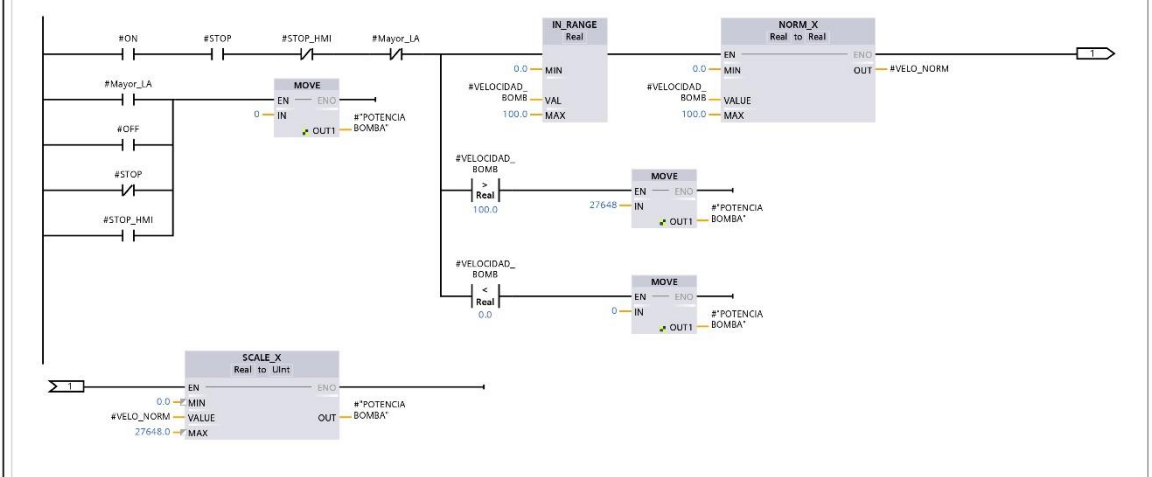 #ON
#STOP
#STOP_HMI
#Mayor_LA
IN_RANGE
Real
0.0
MIN
#VELOCIDAD_
BOMB
VAL
100.0
MAX
NORM_X
Real to Real
EN
ENO
0.0
MIN
OUT
#VELO_NORM
#VELOCIDAD_
BOMB
VALUE
100.0
MAX
1
#Mayor_LA
#OFF
#STOP
#STOP_HMI
MOVE
EN
ENO
0
IN
OUT1
#"POTENCIA
BOMBA"
#VELOCIDAD_
BOMB
>
Real
100.0
MOVE
EN
ENO
27648
IN
OUT1
#"POTENCIA
BOMBA"
#VELOCIDAD_
BOMB
<
Real
0.0
MOVE
EN
ENO
0
IN
OUT1
#"POTENCIA
BOMBA"
1
SCALE_X
Real to UInt
EN
ENO
0.0
MIN
#VELO_NORM
VALUE
27648.0
MAX
OUT
#"POTENCIA
BOMBA"